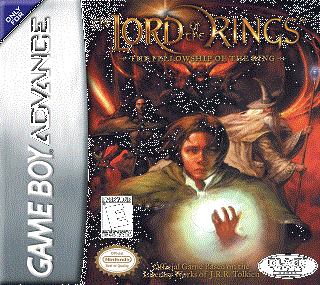 ONLY FOR
GAME BOY ADVANCE
THE
LORD OF THE RINGS
THE FELLOWSHIP OF THE RING
Official
Nintendo
Game Based on the
Works of J.R.R. Tolkien